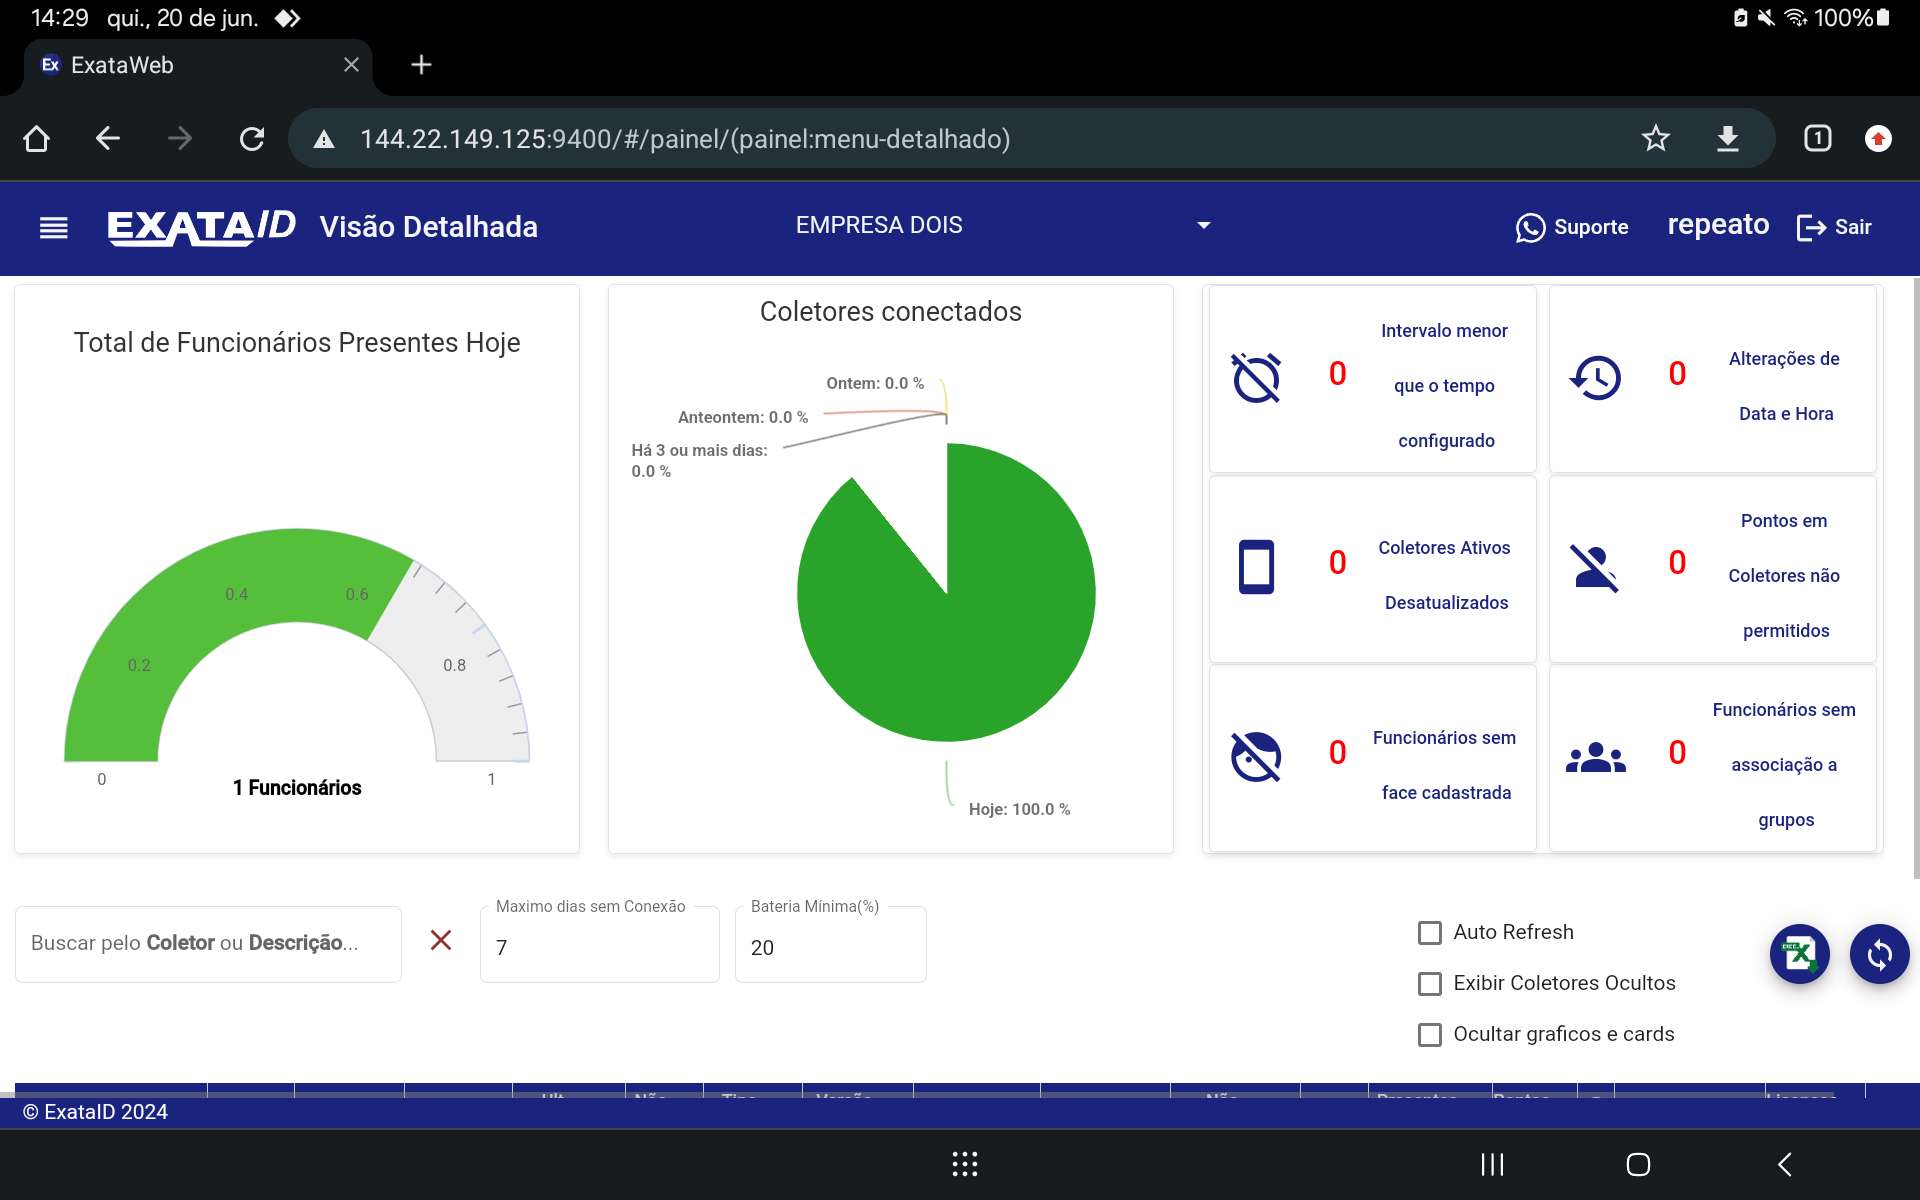 14:29 qui., 20 de jun.
100%
Ex ExataWeb
144.22.149.125:9400/#/painel/(painel:menu-detalhado)
1
EXATAID Visão Detalhada
EMPRESA DOIS
Suporte
repeato
Sair
Total de Funcionários Presentes Hoje
0
0.2
0.4
0.6
0.8
1
1 Funcionários
Coletores conectados
Ontem: 0.0 %
Anteontem: 0.0 %
Há 3 ou mais dias:
0.0 %
Hoje: 100.0 %
0
Intervalo menor
que o tempo
configurado
0
Alterações de
Data e Hora
0
Coletores Ativos
Desatualizados
0
Pontos em
Coletores não
permitidos
0
Funcionários sem
face cadastrada
0
Funcionários sem
associação a
grupos
Buscar pelo Coletor ou Descrição...
Maximo dias sem Conexão
7
Bateria Mínima(%)
20
Auto Refresh
Exibir Coletores Ocultos
Ocultar graficos e cards
© ExataID 2024